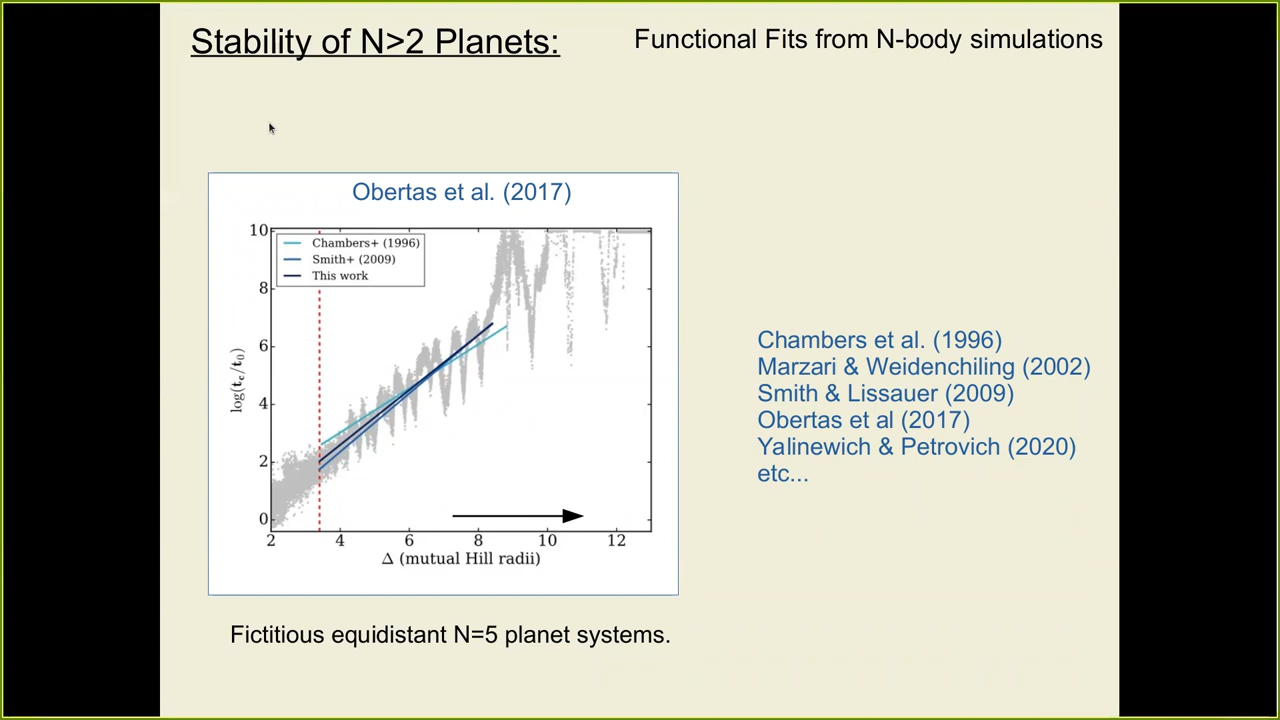 Stability of N>2 Planets:
Functional Fits from N-body simulations
Obertas et al. (2017)
Chambers+ (1996)
Smith+ (2009)
This work
10
8
6
4
2
0
log(tₑ/t₀)
2 4 6 8 10 12
Δ (mutual Hill radii)
Fictitious equidistant N=5 planet systems.
Chambers et al. (1996)
Marzari & Weidenchiling (2002)
Smith & Lissauer (2009)
Obertas et al (2017)
Yalinewich & Petrovich (2020)
etc...